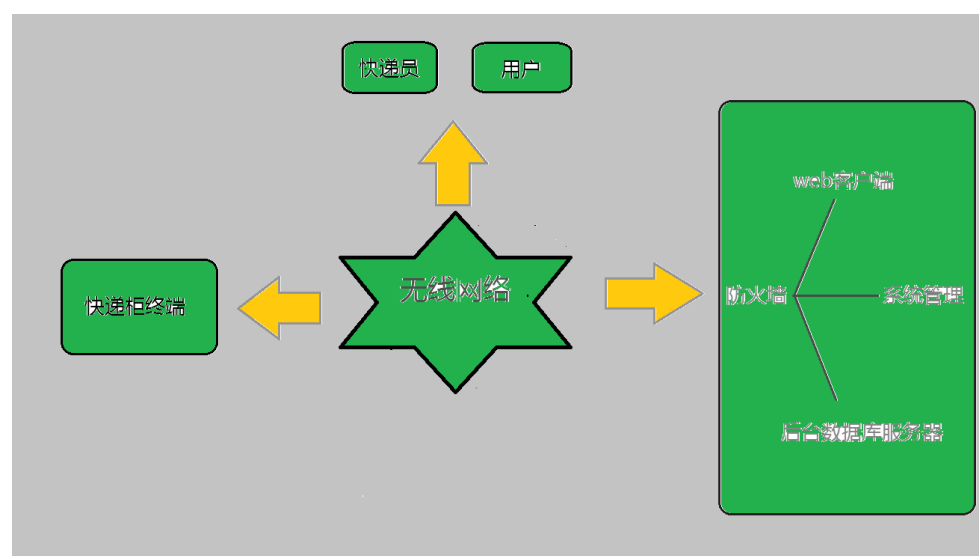 快递员
用户
web客户端
无线网络
快递柜终端
防火墙
系统管理
后台数据库服务器